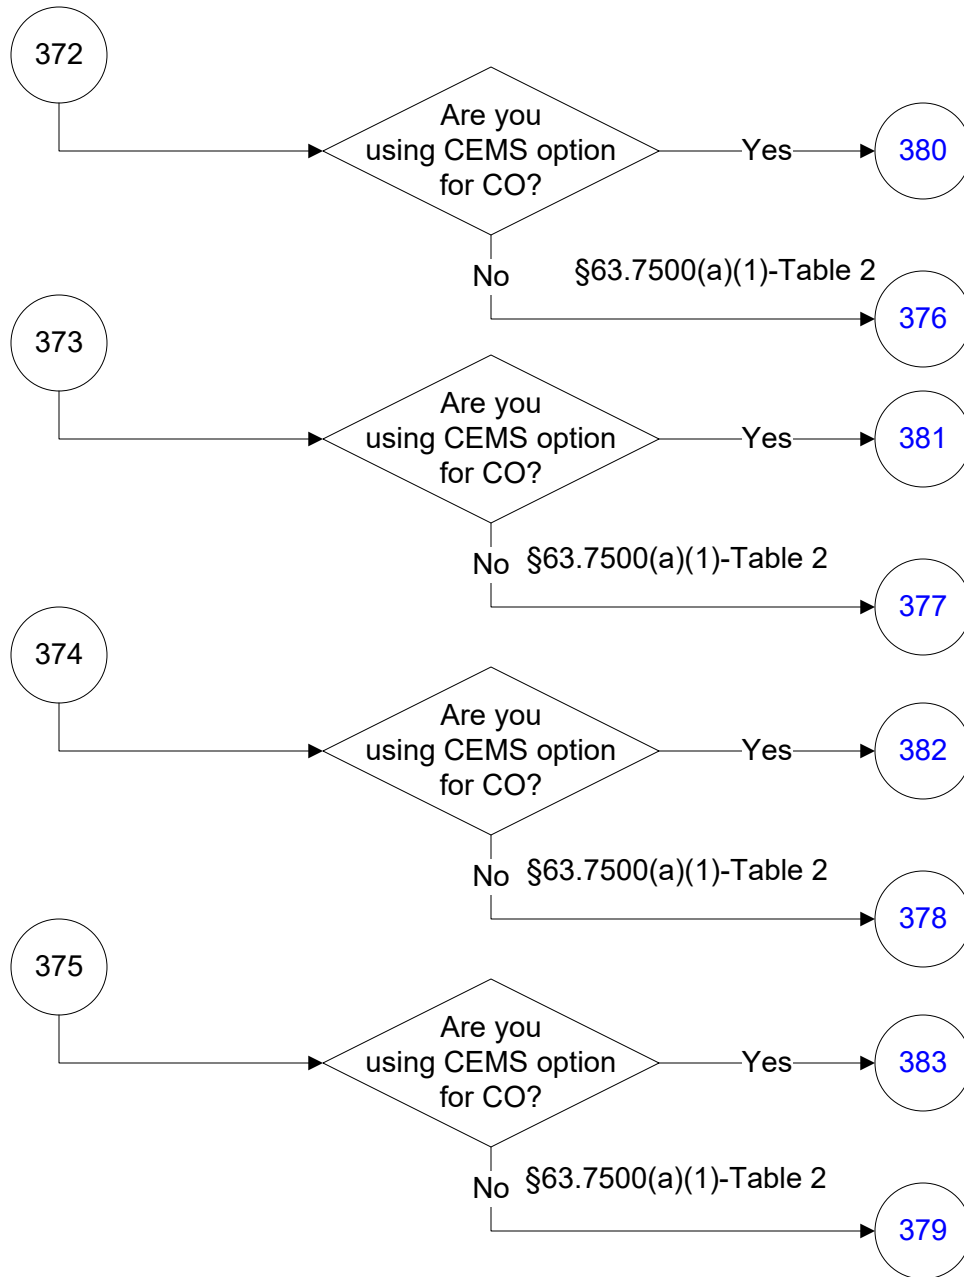 372
Are you
using CEMS option
for CO?
Yes
380
No
§63.7500(a)(1)-Table 2
376
373
Are you
using CEMS option
for CO?
Yes
381
No
§63.7500(a)(1)-Table 2
377
374
Are you
using CEMS option
for CO?
Yes
382
No
§63.7500(a)(1)-Table 2
378
375
Are you
using CEMS option
for CO?
Yes
383
No
§63.7500(a)(1)-Table 2
379